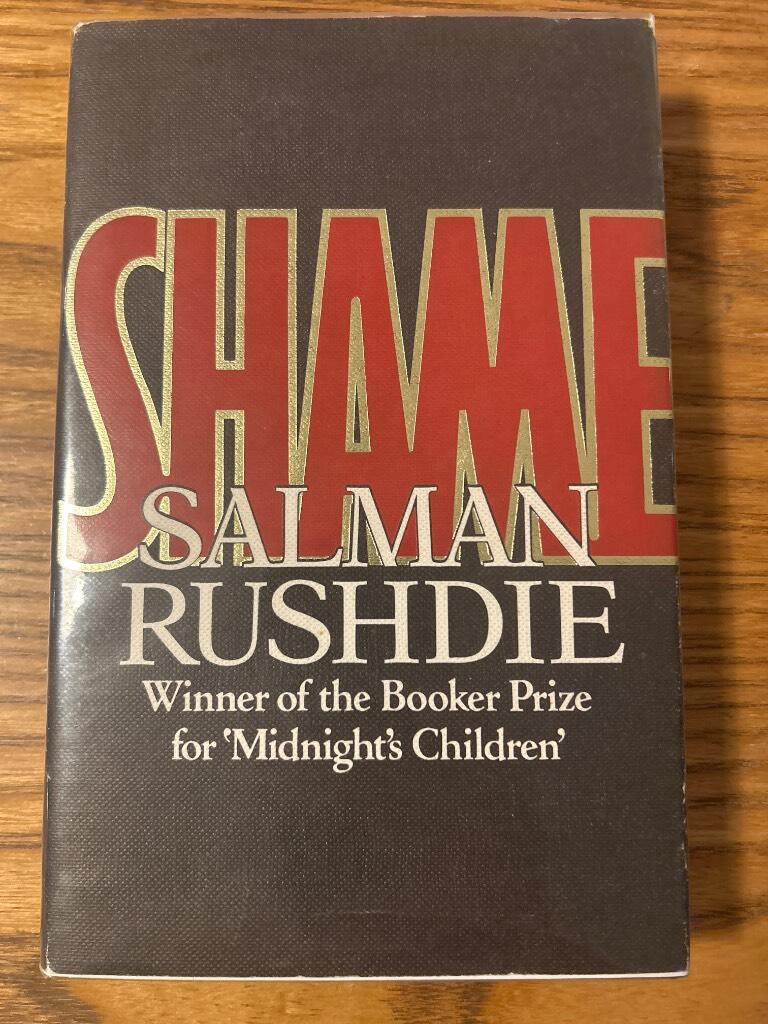 SHAME
SALMAN
RUSHDIE
Winner of the Booker Prize
for ‘Midnight’s Children’